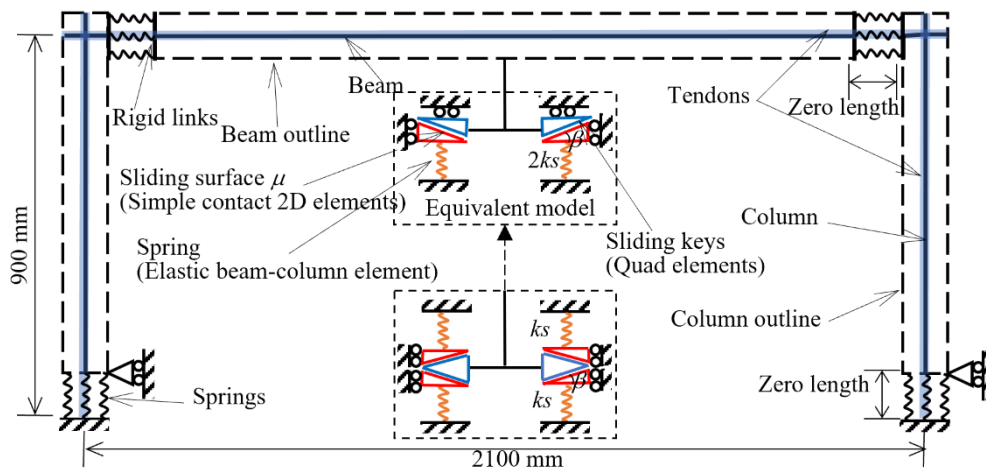 Beam
Rigid links
Beam outline
Tendons
Zero length
β
2ks
Sliding surface μ
(Simple contact 2D elements)
Equivalent model
Spring
(Elastic beam-column element)
Sliding keys
(Quad elements)
Column
900 mm
ks
Column outline
β
ks
Springs
Zero length
2100 mm